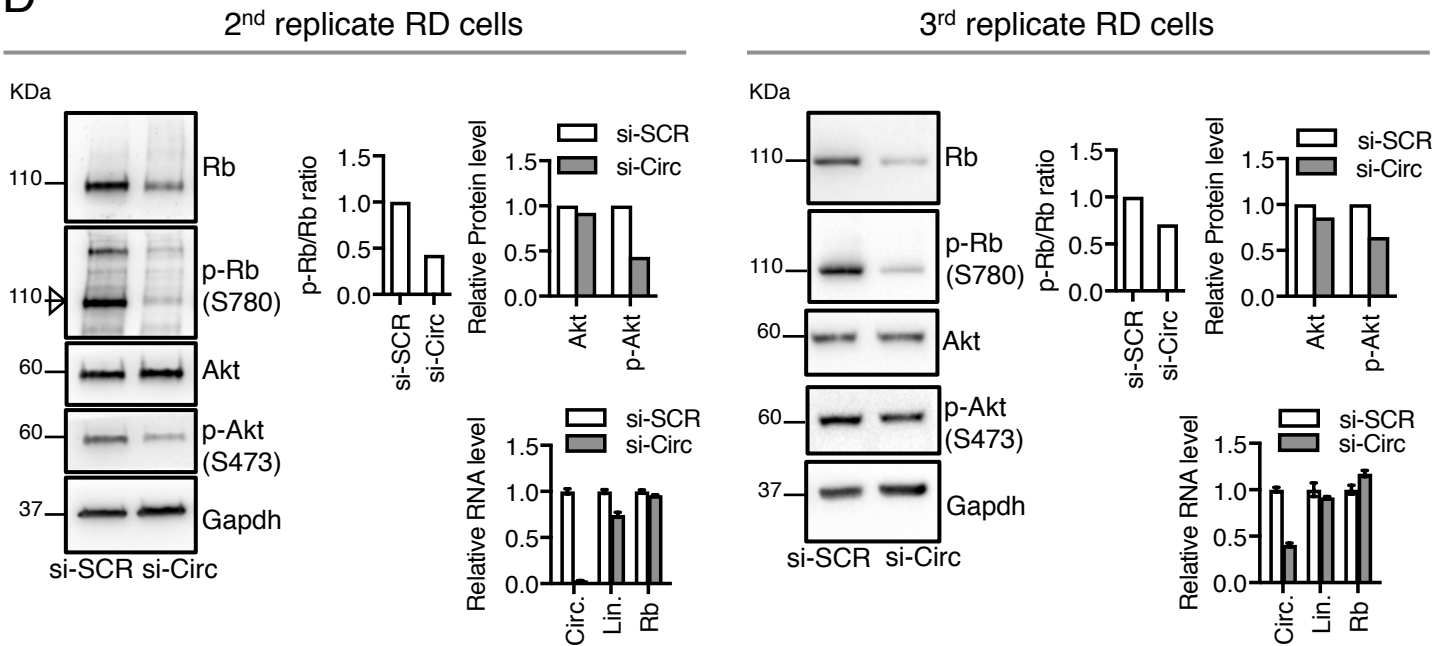 D
2nd replicate RD cells
KDa
110
Rb
110
p-Rb
(S780)
60
Akt
60
p-Akt
(S473)
37
Gapdh
si-SCR si-Circ
p-Rb/Rb ratio
1.5
1.0
0.5
0.0
si-SCR
si-Circ
Relative Protein level
si-SCR
si-Circ
1.5
1.0
0.5
0.0
Akt
p-Akt
Relative RNA level
si-SCR
si-Circ
1.5
1.0
0.5
0.0
Circ.
Lin.
Rb
3rd replicate RD cells
KDa
110
Rb
110
p-Rb
(S780)
60
Akt
60
p-Akt
(S473)
37
Gapdh
si-SCR si-Circ
p-Rb/Rb ratio
1.5
1.0
0.5
0.0
si-SCR
si-Circ
Relative Protein level
si-SCR
si-Circ
1.5
1.0
0.5
0.0
Akt
p-Akt
Relative RNA level
si-SCR
si-Circ
1.5
1.0
0.5
0.0
Circ.
Lin.
Rb